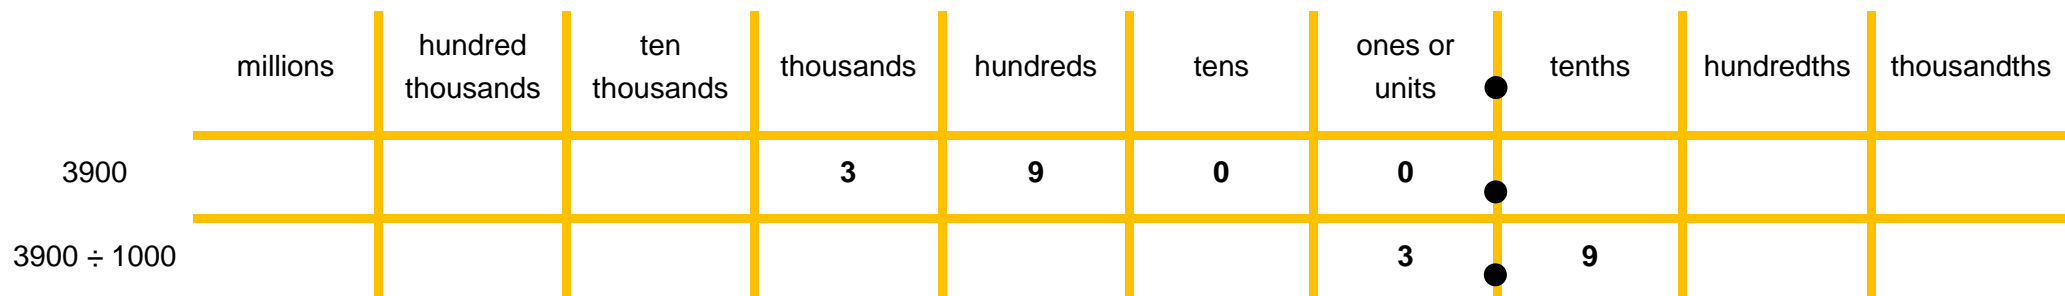 millions hundred thousands ten thousands thousands hundreds tens ones or units tenths hundredths thousandths
3900 3 9 0 0
3900 ÷ 1000 3 9